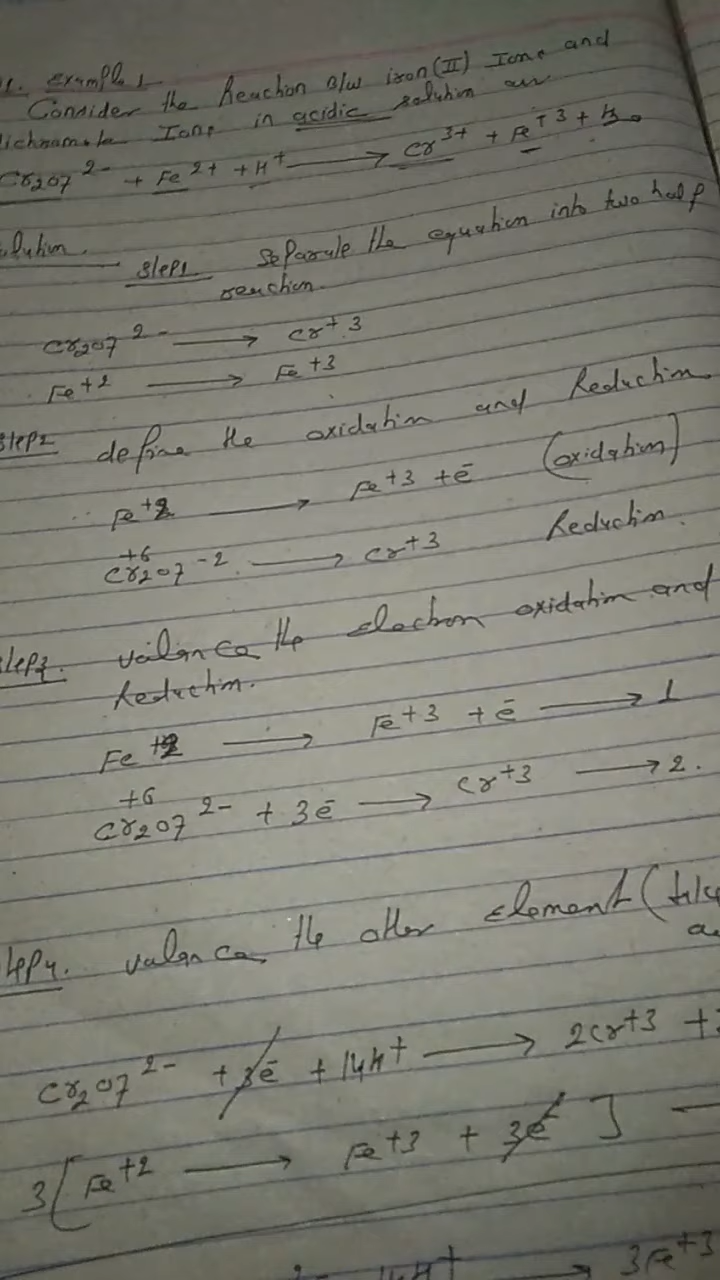 1. Example 1
Consider the Reaction B/w iron (II) Ions and
dichromate Ions in acidic solution are
Cr2O7 2- + Fe 2+ + H+ → Cr3+ + Fe+3 +
Solution.
Step1 Separate the equation into two half
reaction.
Cr2O7 2- → Cr+3
Fe+2 → Fe+3
Step2 define the oxidation and Reduction.
Fe+2 → Fe+3 + ē (oxidation)
+6
Cr2O7-2 → Cr+3 Reduction.
Step3. valance the electron oxidation and
Reduction.
Fe+2 → Fe+3 + ē → 1
+6
Cr2O7 2- + 3ē → Cr+3 → 2.
Step4. valance the other element (
Cr2O7 2- + 3ē + 14H+ → 2Cr+3 +
3[Fe+2 → Fe+3 + 3ē]
2- 14H+ → 3Fe+3